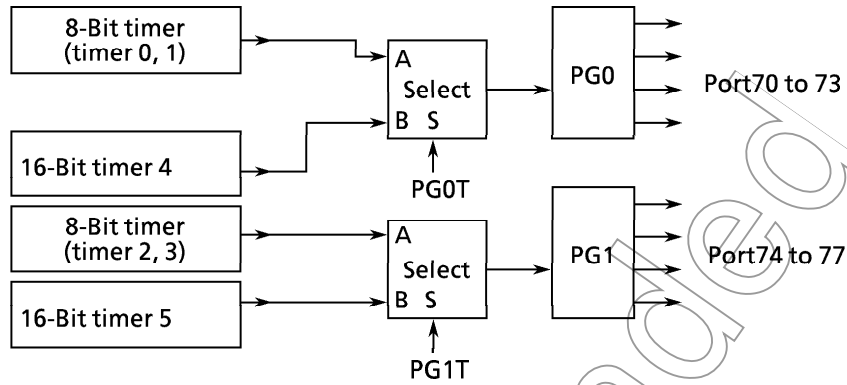 8-Bit timer
(timer 0, 1)
A
Select
B S
PG0T
PG0
Port70 to 73
16-Bit timer 4
8-Bit timer
(timer 2, 3)
A
Select
B S
PG1T
PG1
Port74 to 77
16-Bit timer 5
ded